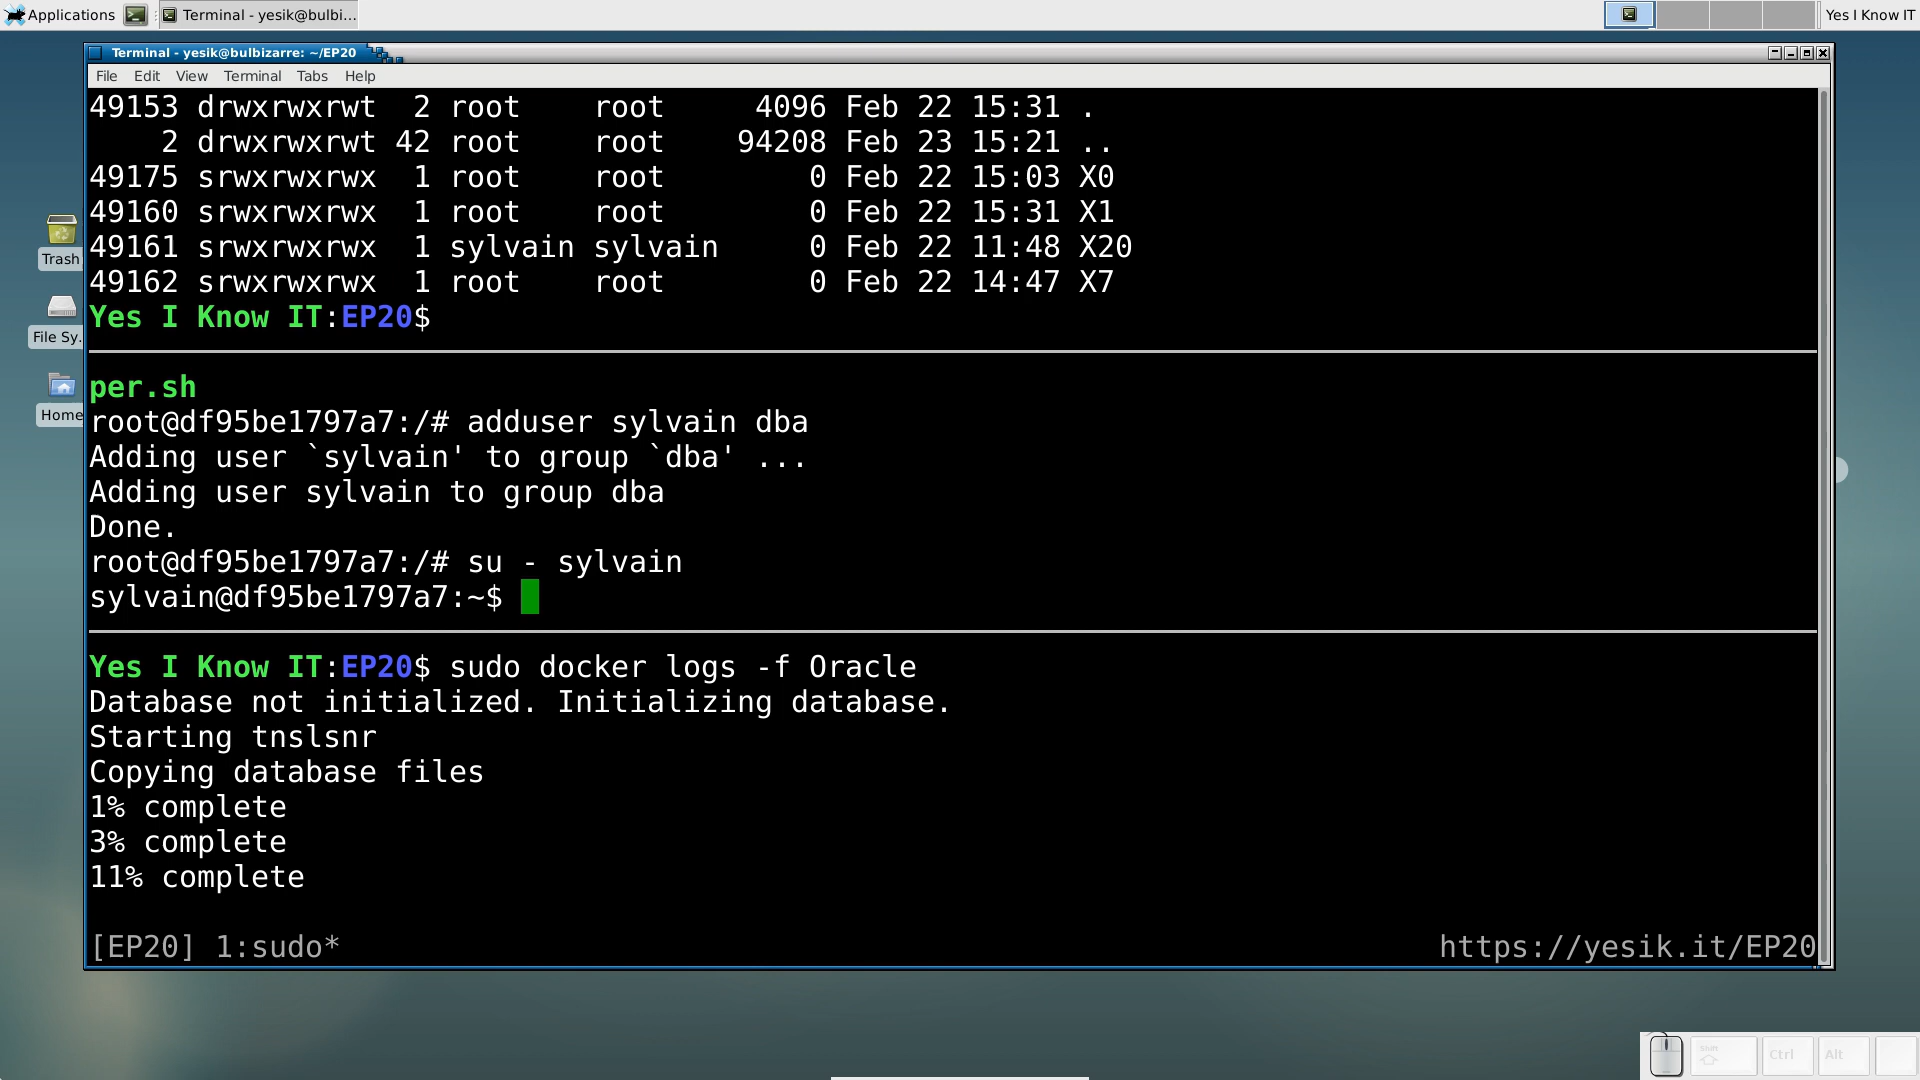 Applications
Terminal - yesik@bulbi...
Yes I Know IT
Terminal - yesik@bulbizarre: ~/EP20
File Edit View Terminal Tabs Help
49153 drwxrwxrwt  2 root    root     4096 Feb 22 15:31 .
    2 drwxrwxrwt 42 root    root    94208 Feb 23 15:21 ..
49175 srwxrwxrwx  1 root    root        0 Feb 22 15:03 X0
49160 srwxrwxrwx  1 root    root        0 Feb 22 15:31 X1
49161 srwxrwxrwx  1 sylvain sylvain     0 Feb 22 11:48 X20
49162 srwxrwxrwx  1 root    root        0 Feb 22 14:47 X7
Yes I Know IT:EP20$
per.sh
root@df95be1797a7:/# adduser sylvain dba
Adding user `sylvain' to group `dba' ...
Adding user sylvain to group dba
Done.
root@df95be1797a7:/# su - sylvain
sylvain@df95be1797a7:~$
Yes I Know IT:EP20$ sudo docker logs -f Oracle
Database not initialized. Initializing database.
Starting tnslsnr
Copying database files
1% complete
3% complete
11% complete
[EP20] 1:sudo*
https://yesik.it/EP20
Trash
File Sy.
Home
Shift
Ctrl
Alt